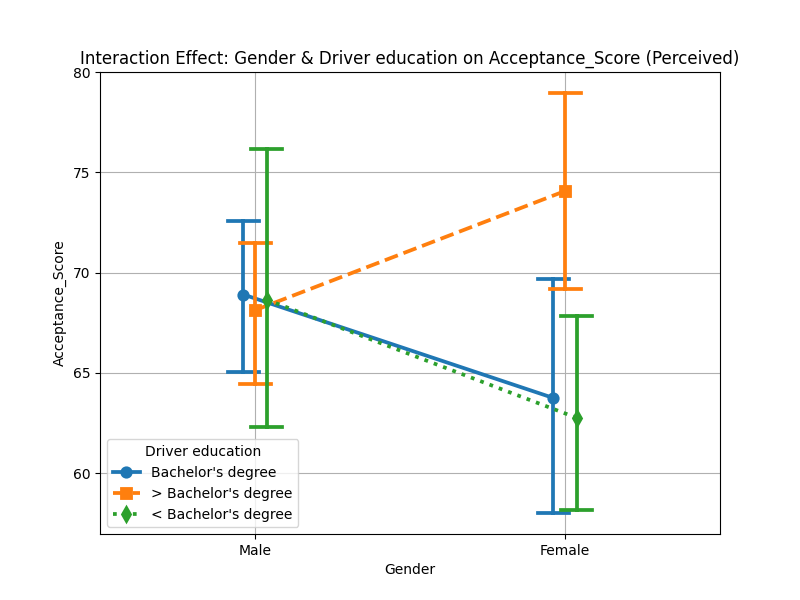 Interaction Effect: Gender & Driver education on Acceptance_Score (Perceived)
80
75
70
65
60
Acceptance_Score
Driver education
Bachelor's degree
> Bachelor's degree
< Bachelor's degree
Male
Female
Gender